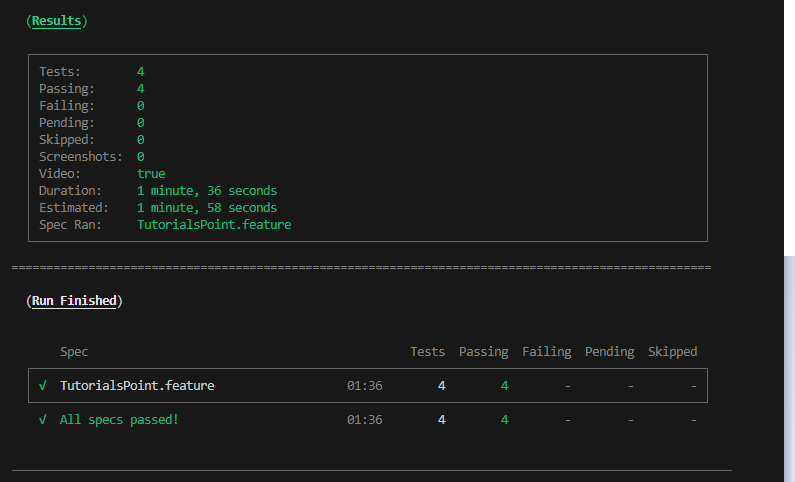 (Results)
Tests: 4
Passing: 4
Failing: 0
Pending: 0
Skipped: 0
Screenshots: 0
Video: true
Duration: 1 minute, 36 seconds
Estimated: 1 minute, 58 seconds
Spec Ran: TutorialsPoint.feature
====================================================================================================
(Run Finished)
Spec Tests Passing Failing Pending Skipped
√ TutorialsPoint.feature 01:36 4 4 - - -
√ All specs passed! 01:36 4 4 - - -